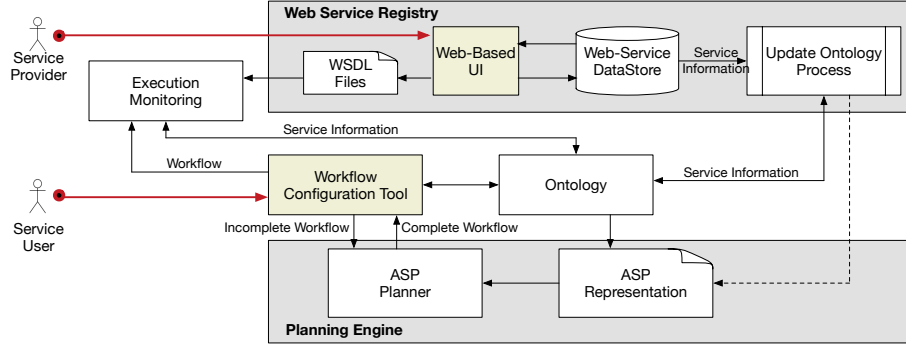 Web Service Registry
Service
Provider
Web-Based
UI
Web-Service
DataStore
Service
Information
Update Ontology
Process
WSDL
Files
Execution
Monitoring
Service Information
Workflow
Workflow
Configuration Tool
Ontology
Service Information
Service
User
Incomplete Workflow
Complete Workflow
ASP
Planner
ASP
Representation
Planning Engine